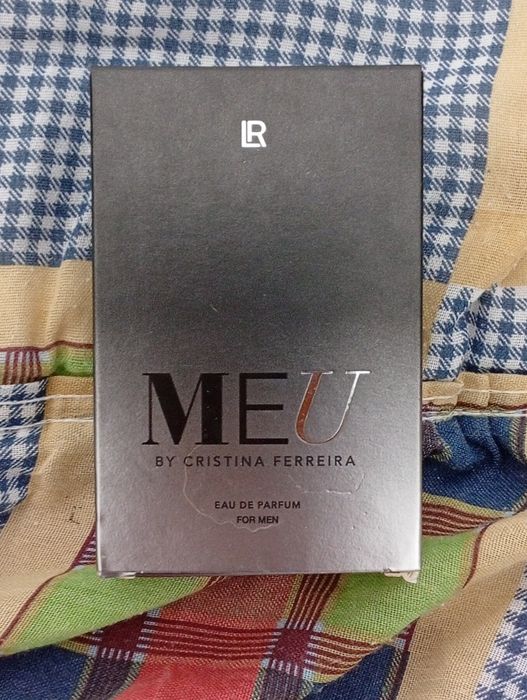 LR
MEU
BY CRISTINA FERREIRA
EAU DE PARFUM
FOR MEN